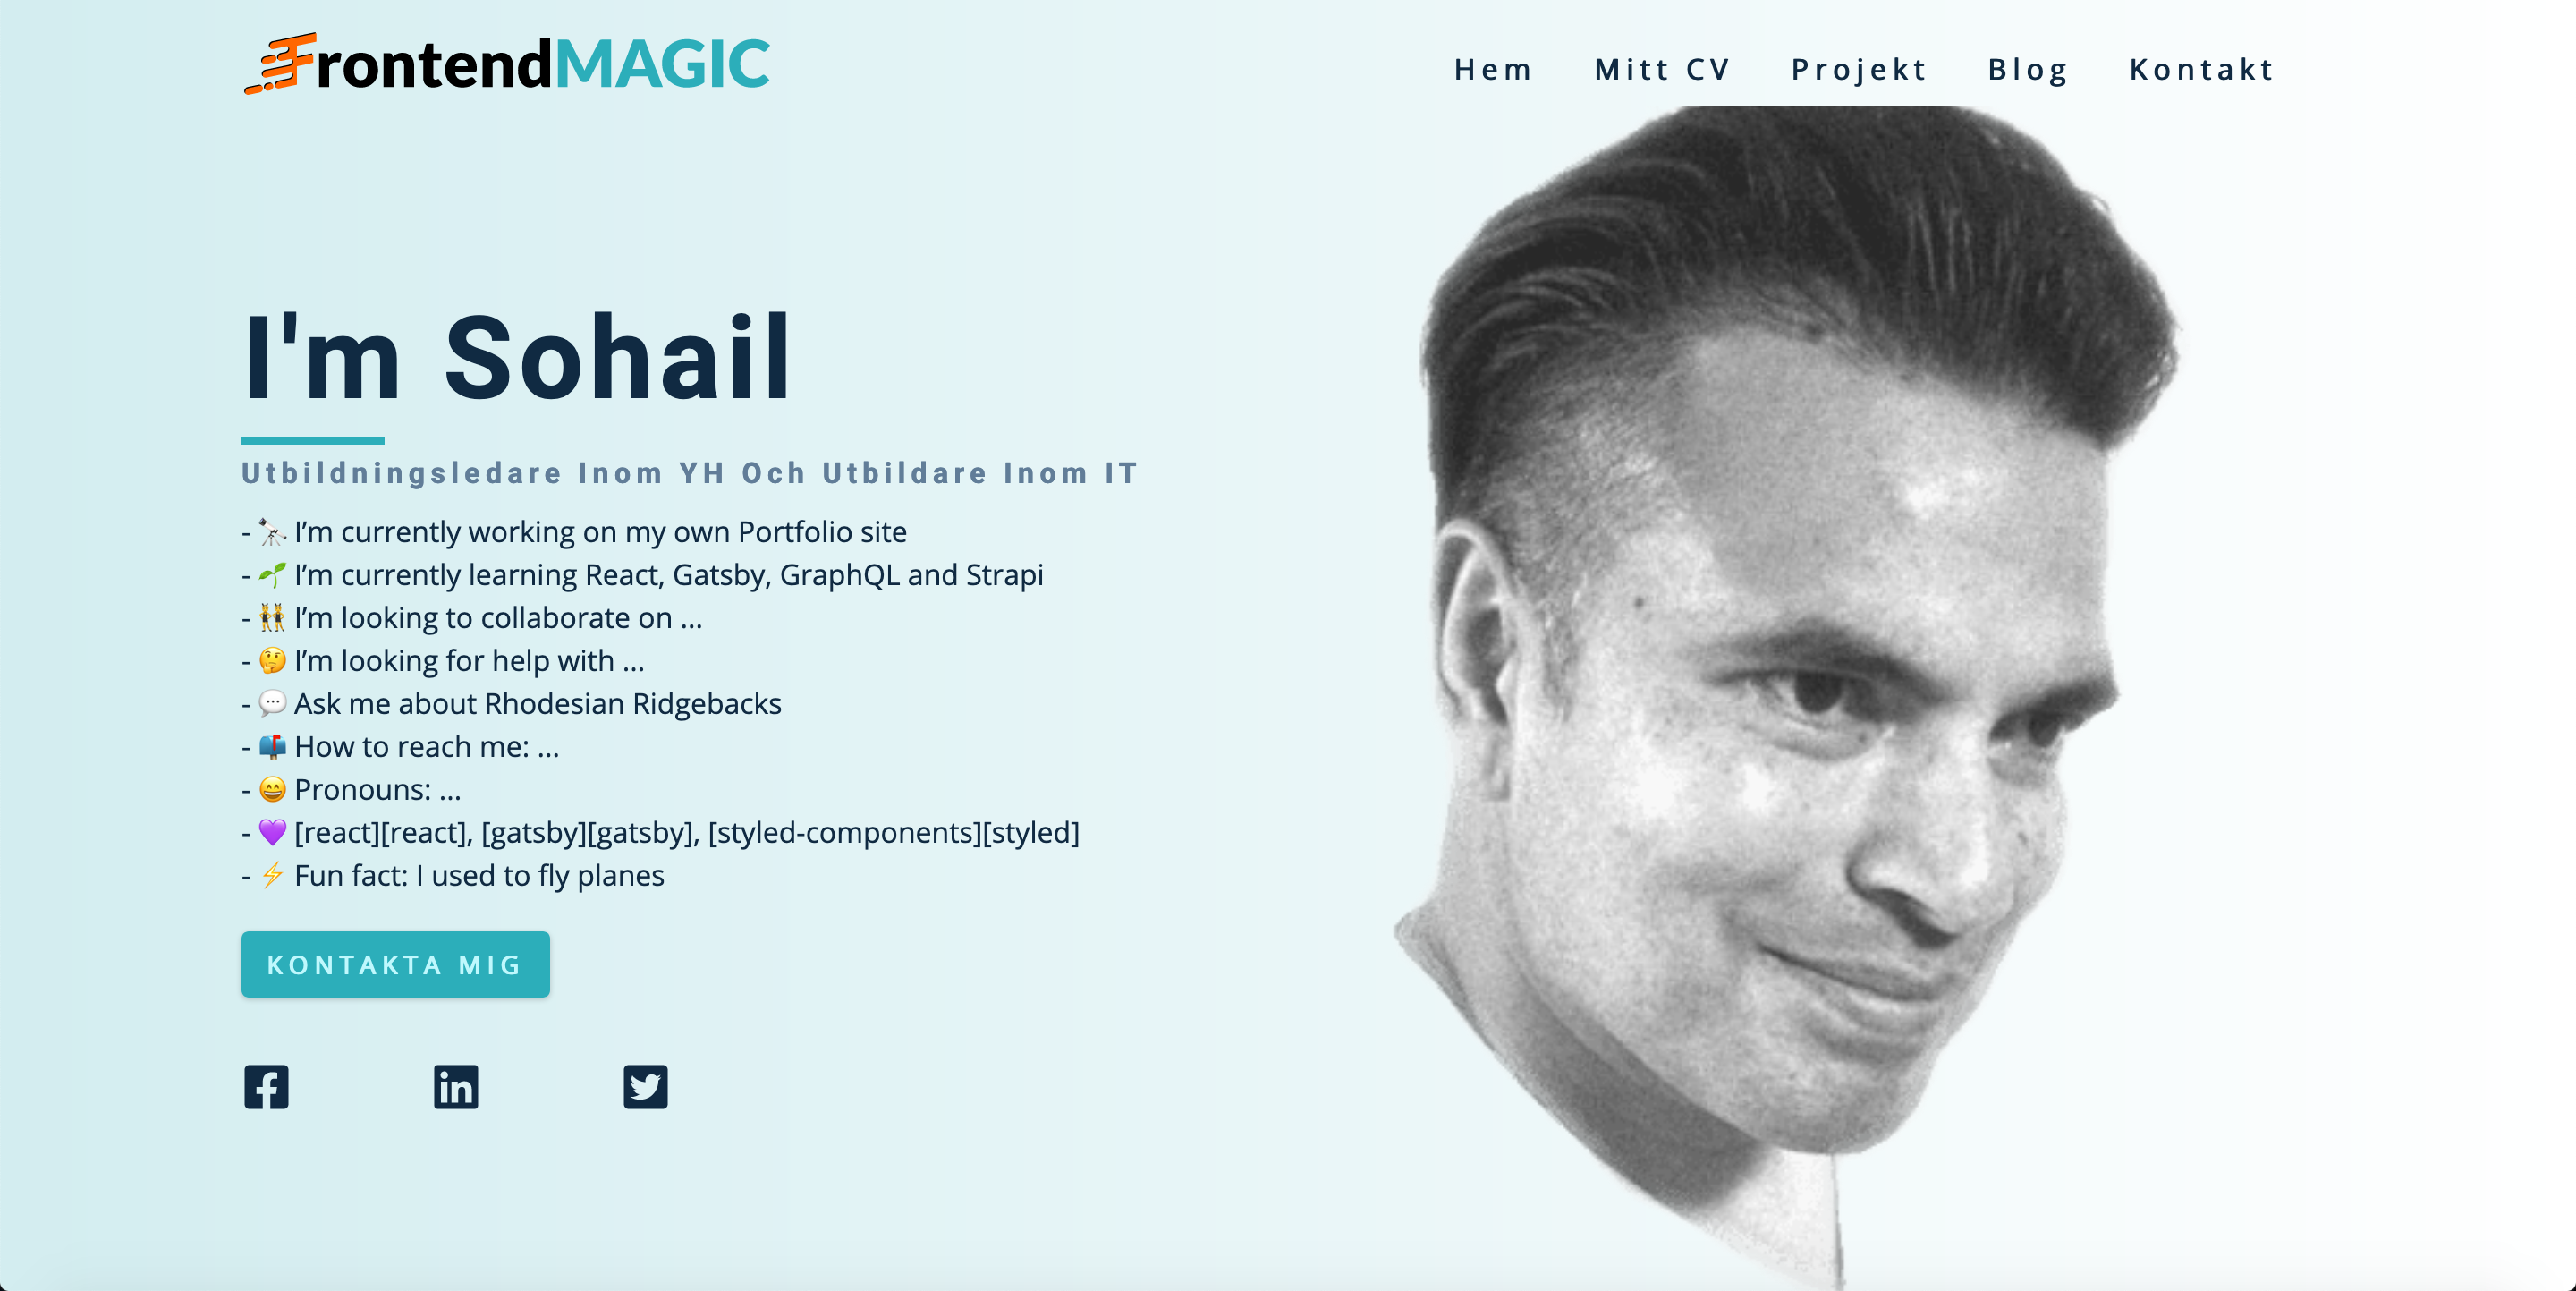 FrontendMAGIC
Hem Mitt CV Projekt Blog Kontakt
I'm Sohail
Utbildningsledare Inom YH Och Utbildare Inom IT
- 🔭 I’m currently working on my own Portfolio site
- 🌱 I’m currently learning React, Gatsby, GraphQL and Strapi
- 👯 I’m looking to collaborate on ...
- 🤔 I’m looking for help with ...
- 💬 Ask me about Rhodesian Ridgebacks
- 📫 How to reach me: ...
- 😄 Pronouns: ...
- 💜 [react][react], [gatsby][gatsby], [styled-components][styled]
- ⚡ Fun fact: I used to fly planes
KONTAKTA MIG